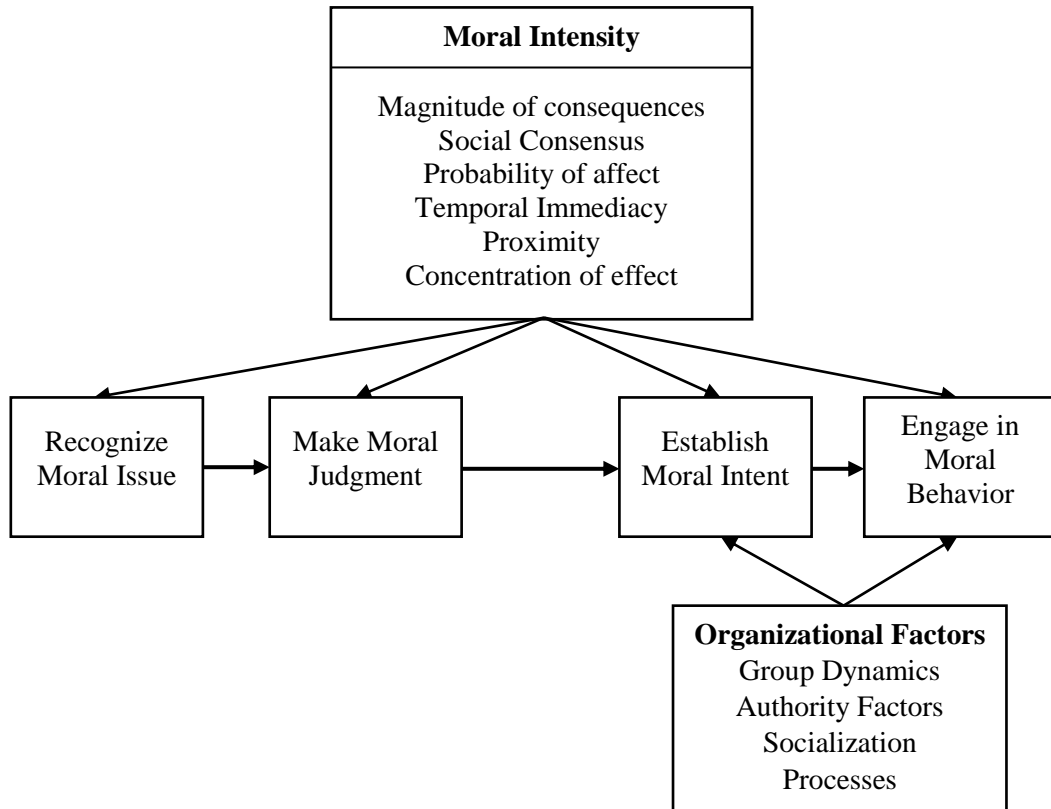 Moral Intensity
Magnitude of consequences
Social Consensus
Probability of affect
Temporal Immediacy
Proximity
Concentration of effect
Recognize
Moral Issue
Make Moral
Judgment
Establish
Moral Intent
Engage in
Moral
Behavior
Organizational Factors
Group Dynamics
Authority Factors
Socialization
Processes